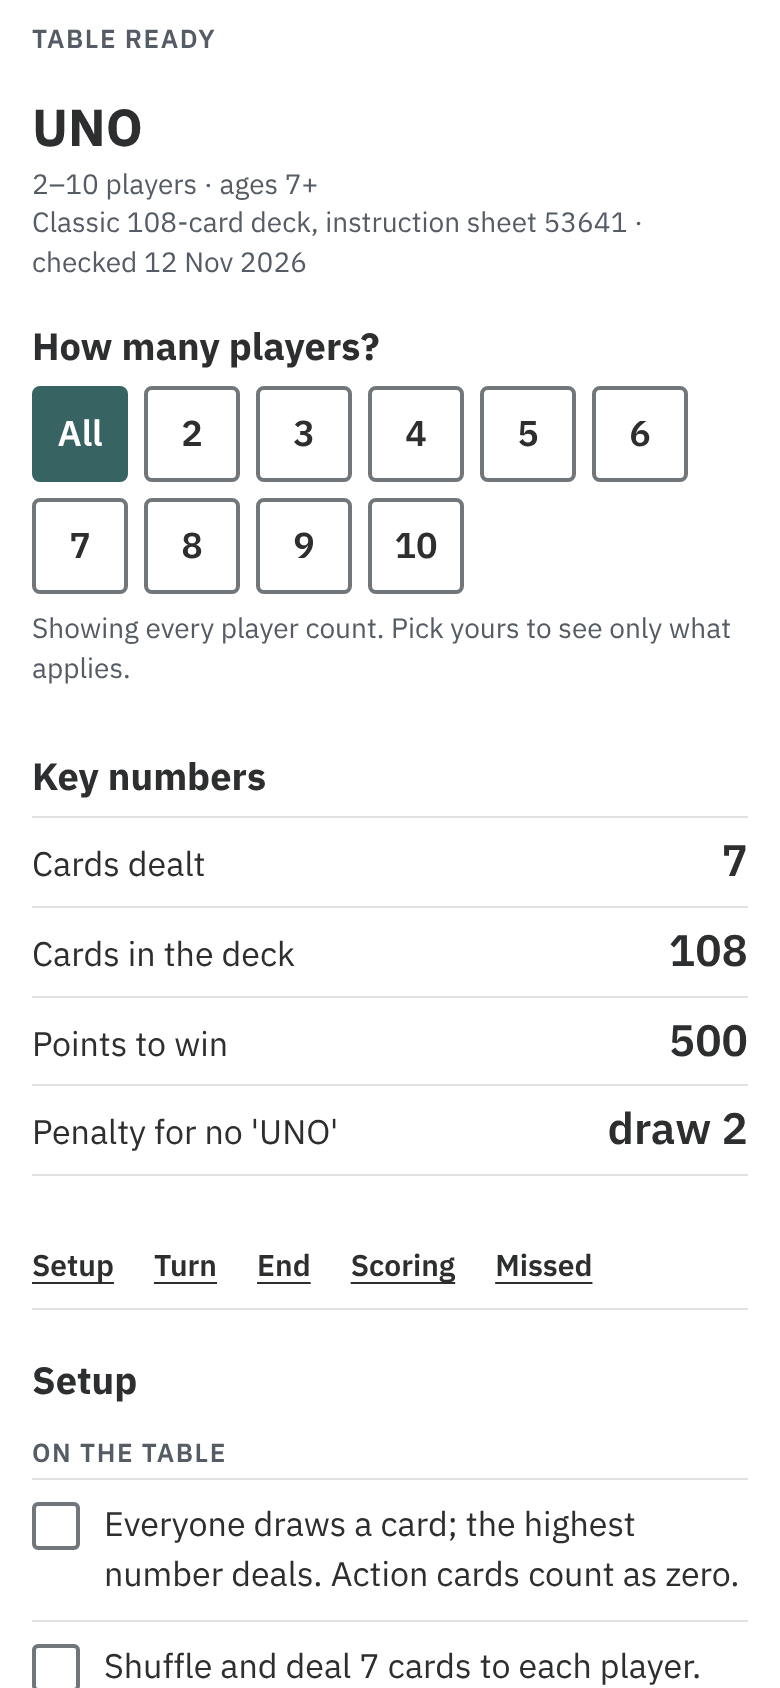 TABLE READY
UNO
2–10 players · ages 7+
Classic 108-card deck, instruction sheet 53641 ·
checked 12 Nov 2026
How many players?
All 2 3 4 5 6
7 8 9 10
Showing every player count. Pick yours to see only what
applies.
Key numbers
Cards dealt 7
Cards in the deck 108
Points to win 500
Penalty for no 'UNO' draw 2
Setup Turn End Scoring Missed
Setup
ON THE TABLE
Everyone draws a card; the highest
number deals. Action cards count as zero.
Shuffle and deal 7 cards to each player.